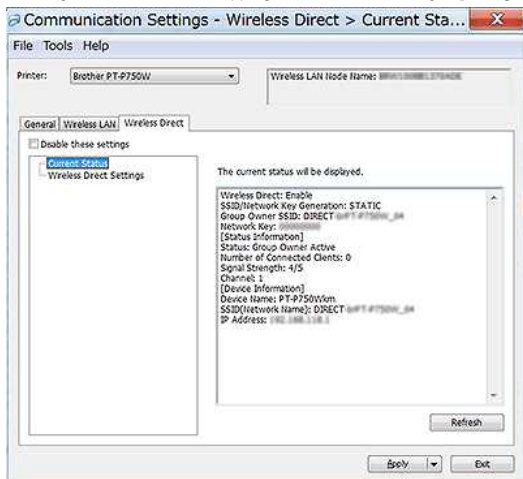 Communication Settings - Wireless Direct > Current Sta...
File Tools Help
Printer: Brother PT-P750W Wireless LAN Node Name:
General Wireless LAN Wireless Direct
Disable these settings
Current Status
Wireless Direct Settings
The current status will be displayed.
Wireless Direct: Enable
SSID/Network Key Generation: STATIC
Group Owner SSID: DIRECT
Network Key:
[Status Information]
Status: Group Owner Active
Number of Connected Clients: 0
Signal Strength: 4/5
Channel: 1
[Device Information]
Device Name: PT-P750Wkm
SSID(Network Name): DIRECT
IP Address:
Refresh
Apply Exit